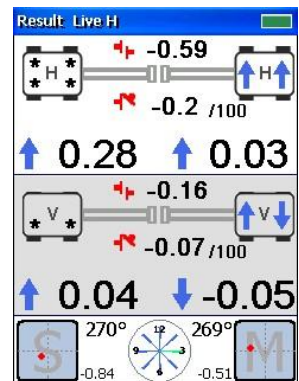 Result Live H
-0.59
H H
-0.2 /100
0.28 0.03
-0.16
V V
-0.07 /100
0.04 -0.05
270° 12 269°
S 9 3 M
-0.84 6 -0.51